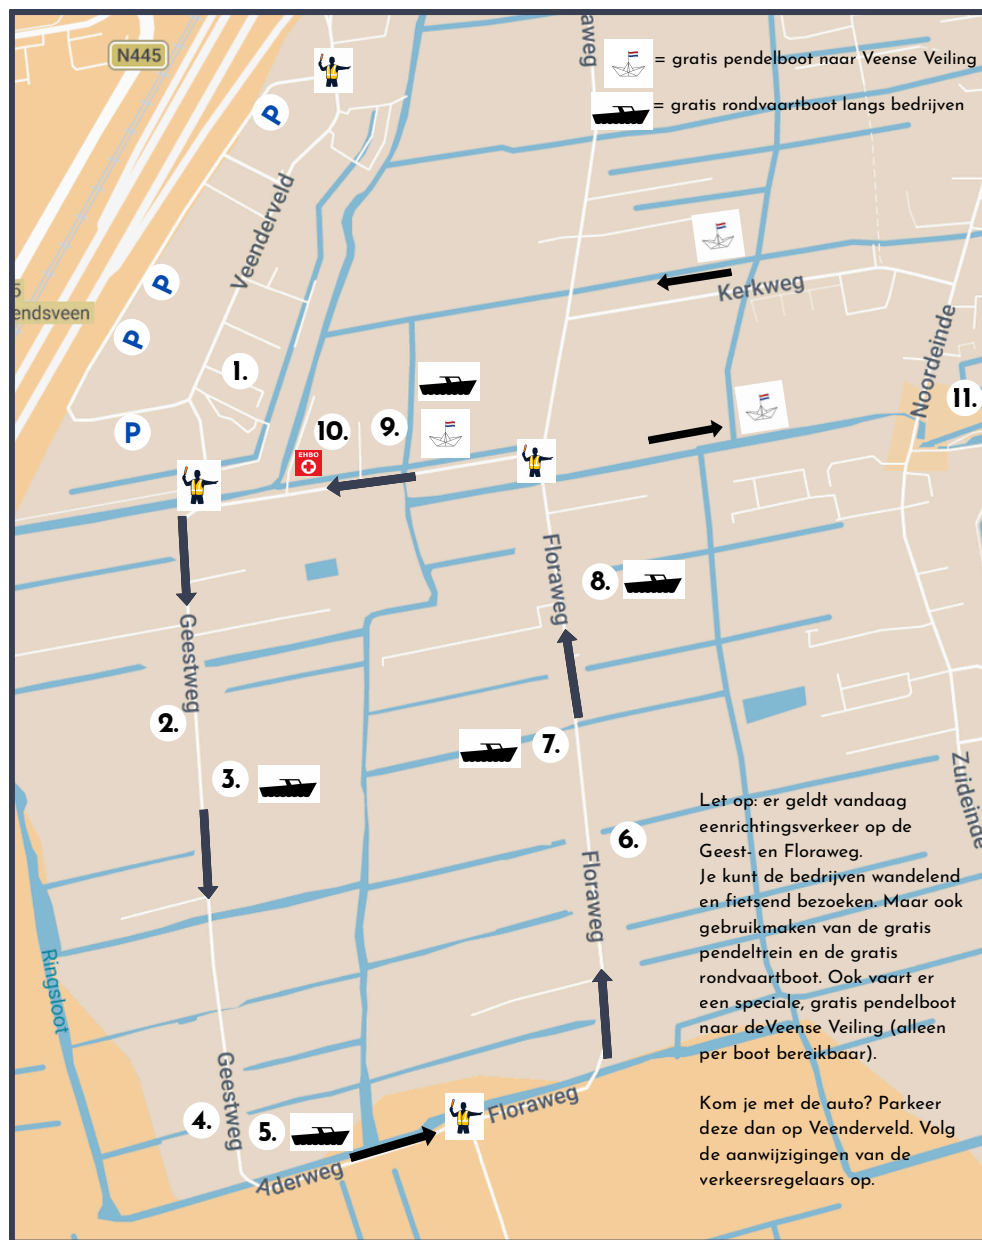 N445
aweg
= gratis pendelboot naar Veense Veiling
= gratis rondvaartboot langs bedrijven
P
Veenderveld
P
5
endsveen
P
Kerkweg
Noordeinde
1.
11.
P
10.
9.
EHBO
Floraweg
8.
Geestweg
2.
7.
3.
Zuideinde
6.
Floraweg
Let op: er geldt vandaag
eenrichtingsverkeer op de
Geest- en Floraweg.
Je kunt de bedrijven wandelend
en fietsend bezoeken. Maar ook
gebruikmaken van de gratis
pendeltrein en de gratis
rondvaartboot. Ook vaart er
een speciale, gratis pendelboot
naar deVeense Veiling (alleen
per boot bereikbaar).
Kom je met de auto? Parkeer
deze dan op Veenderveld. Volg
de aanwijzigingen van de
verkeersregelaars op.
Ringsloot
Geestweg
4.
5.
Floraweg
Aderweg